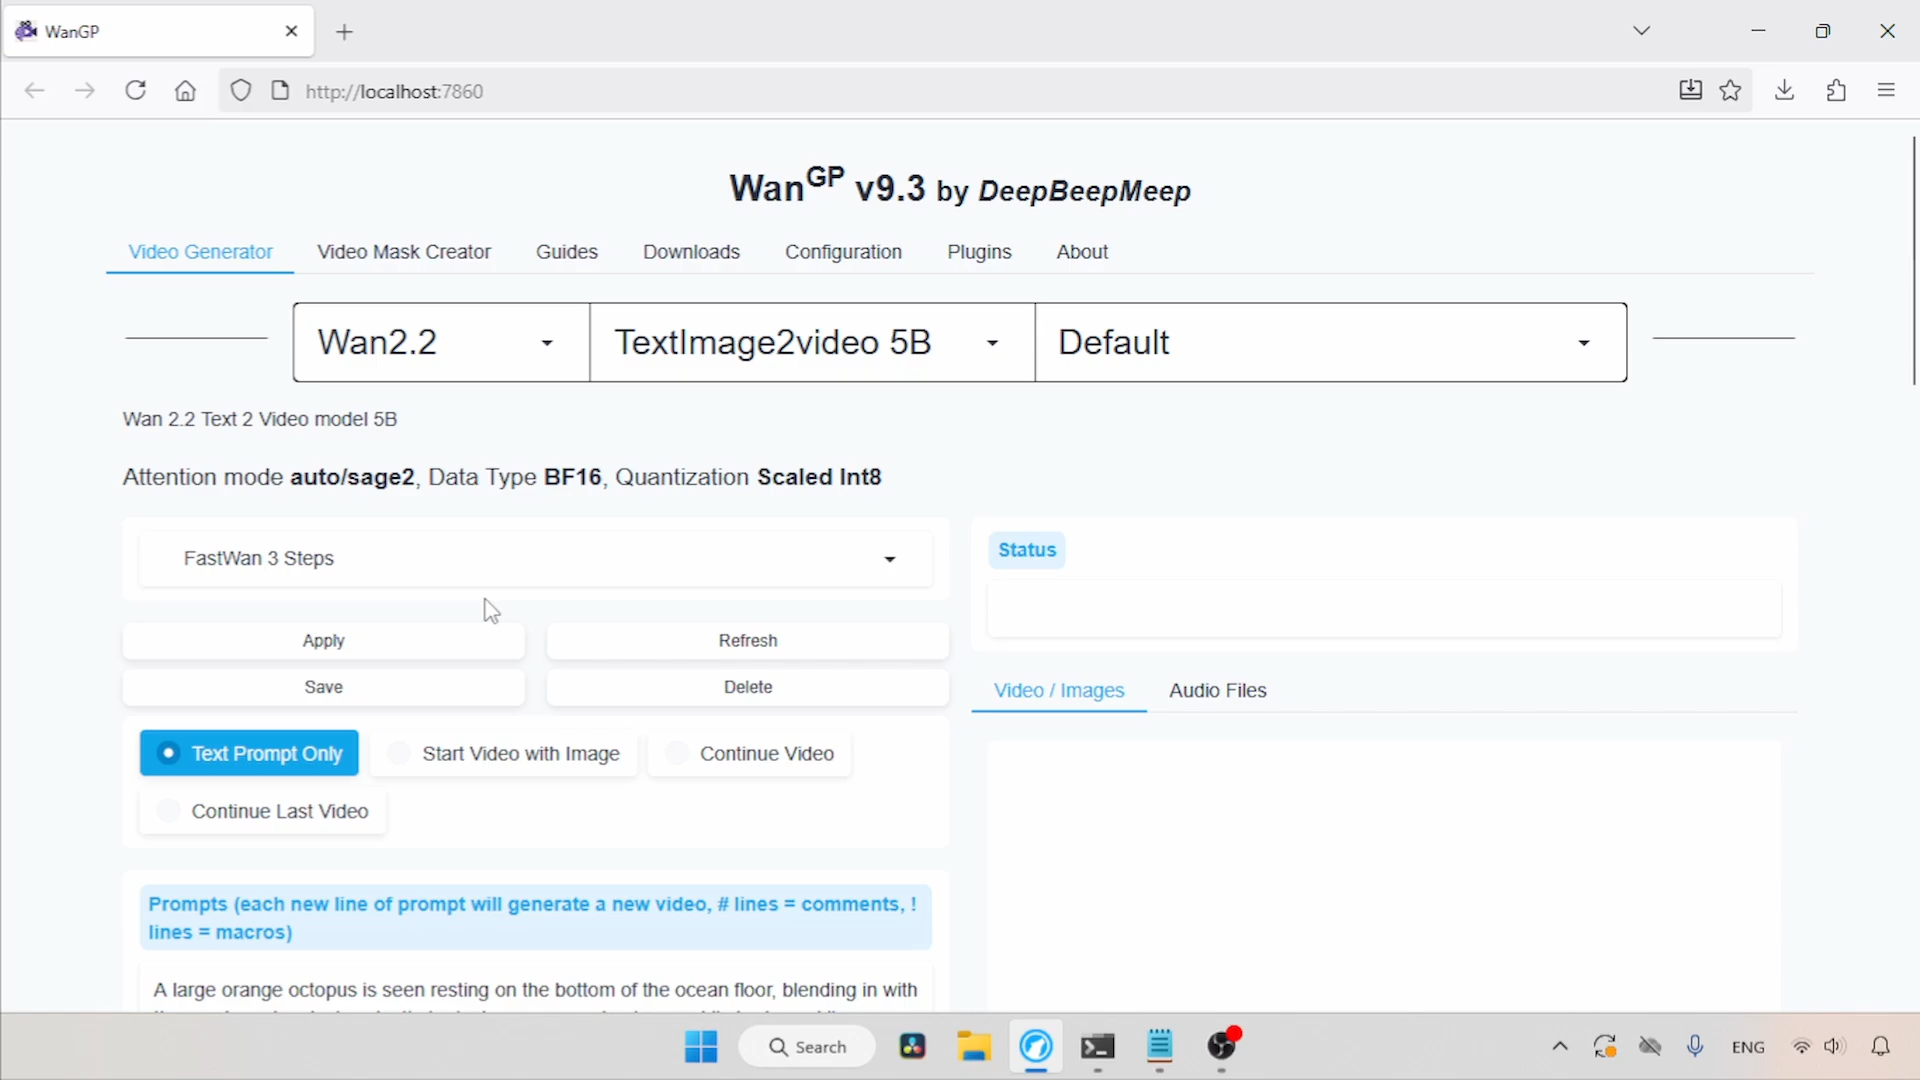 WanGP
http://localhost:7860
WanGP v9.3 by DeepBeepMeep
Video Generator
Video Mask Creator
Guides
Downloads
Configuration
Plugins
About
Wan2.2
TextImage2video 5B
Default
Wan 2.2 Text 2 Video model 5B
Attention mode auto/sage2, Data Type BF16, Quantization Scaled Int8
FastWan 3 Steps
Status
Apply
Refresh
Save
Delete
Video / Images
Audio Files
Text Prompt Only
Start Video with Image
Continue Video
Continue Last Video
Prompts (each new line of prompt will generate a new video, # lines = comments, !
lines = macros)
A large orange octopus is seen resting on the bottom of the ocean floor, blending in with
Search
ENG